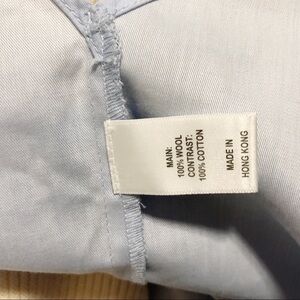 MAIN:
100% WOOL
CONTRAST:
100% COTTON
MADE IN
HONG KONG